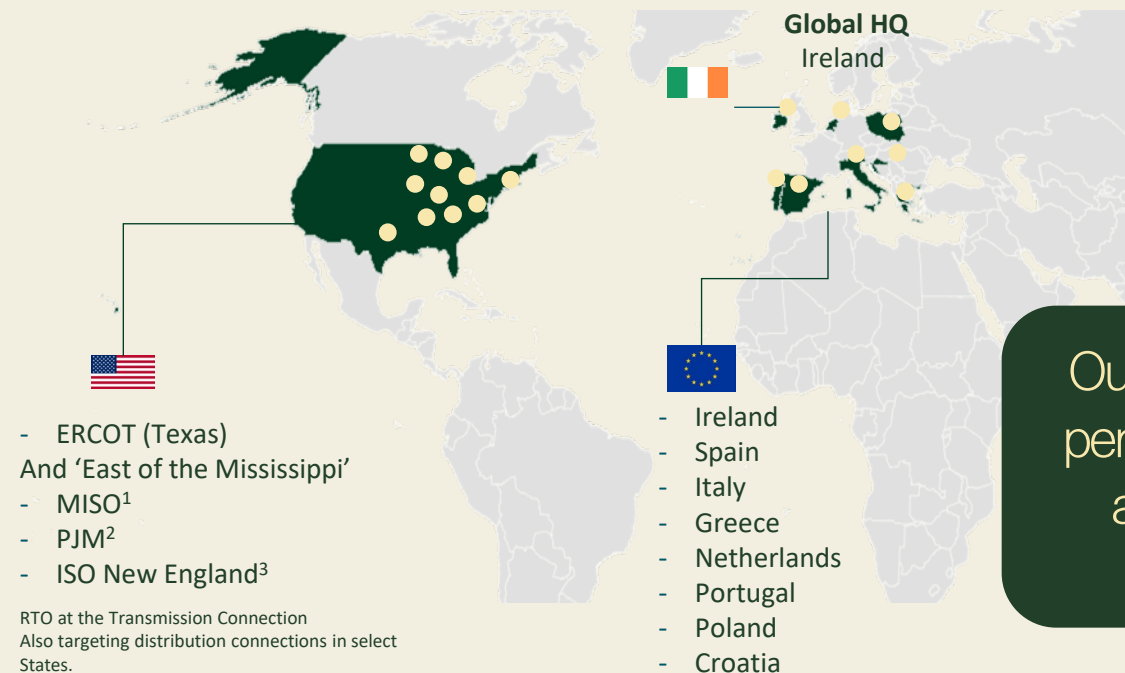 Global HQ
Ireland
- ERCOT (Texas)
And ‘East of the Mississippi’
- MISO¹
- PJM²
- ISO New England³
RTO at the Transmission Connection
Also targeting distribution connections in select
States.
- Ireland
- Spain
- Italy
- Greece
- Netherlands
- Portugal
- Poland
- Croatia